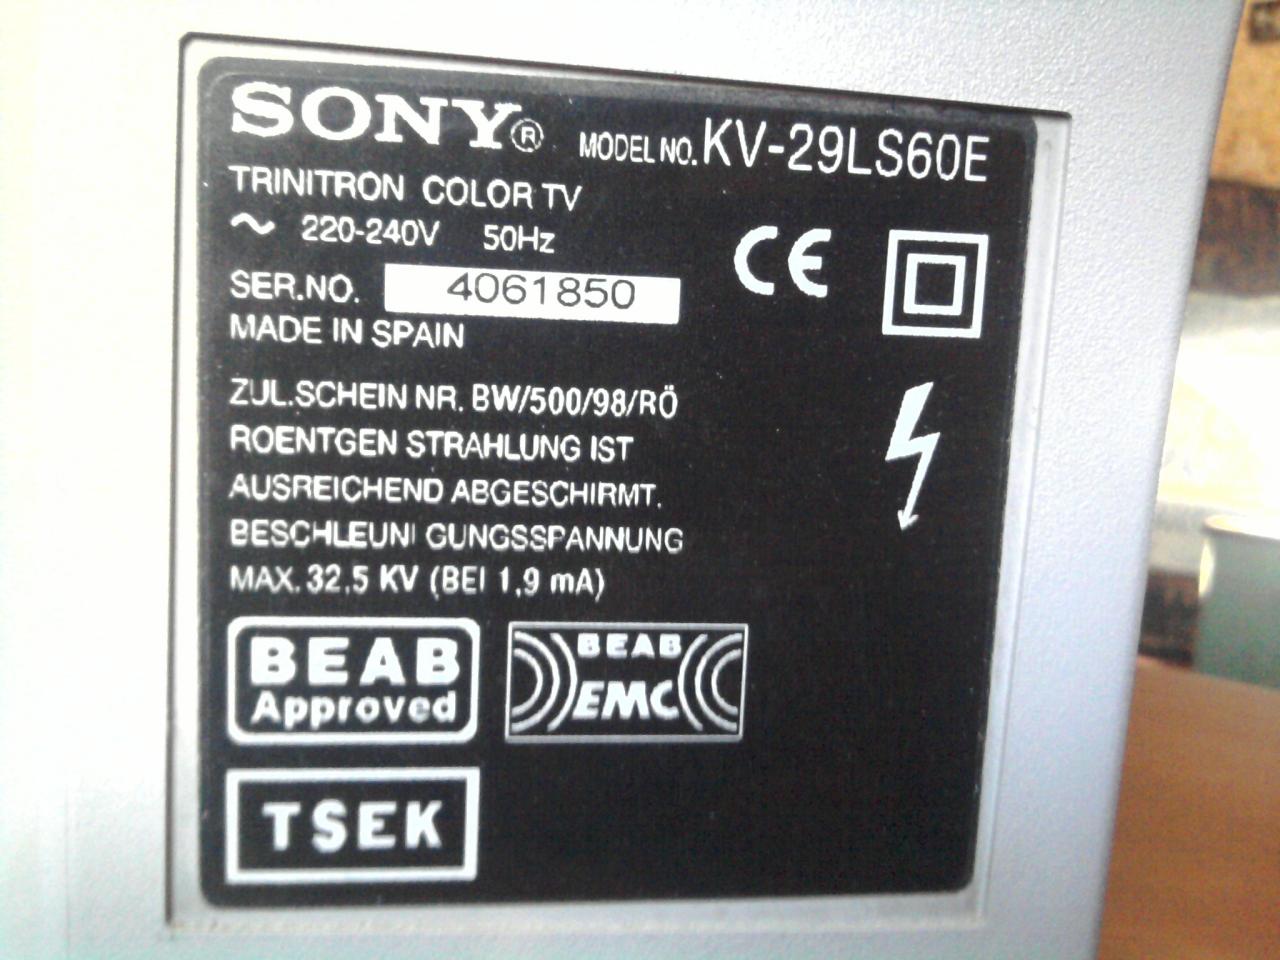 SONY® MODEL NO. KV-29LS60E
TRINITRON COLOR TV
~ 220-240V 50Hz
CE
SER.NO. 4061850
MADE IN SPAIN
ZUL.SCHEIN NR. BW/500/98/RÖ
ROENTGEN STRAHLUNG IST
AUSREICHEND ABGESCHIRMT.
BESCHLEUNI GUNGSSPANNUNG
MAX. 32,5 KV (BEI 1,9 mA)
BEAB
Approved
BEAB
EMC
TSEK